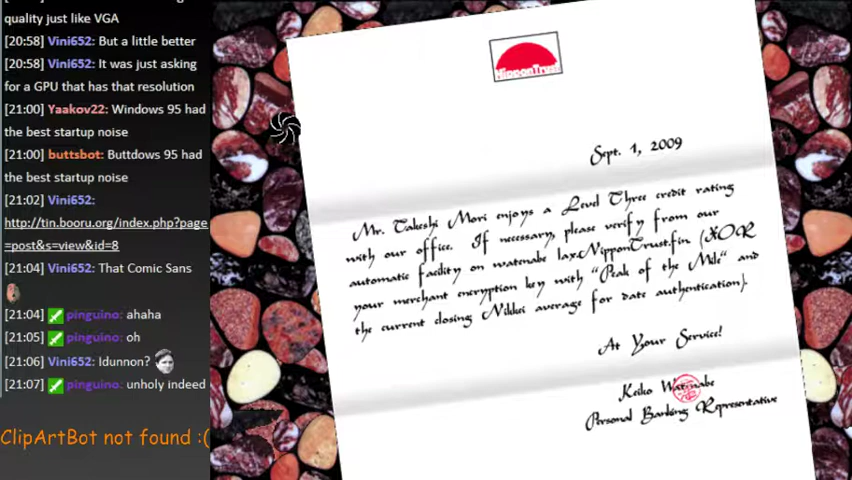 quality just like VGA
[20:58] Vini652: But a little better
[20:58] Vini652: It was just asking
for a GPU that has that resolution
[21:00] Yaakov22: Windows 95 had
the best startup noise
[21:00] buttsbot: Buttdows 95 had
the best startup noise
[21:02] Vini652:
http://tin.booru.org/index.php?page
=post&s=view&id=8
[21:04] Vini652: That Comic Sans
[21:04] pinguino: ahaha
[21:05] pinguino: oh
[21:06] Vini652: Idunnon?
[21:07] pinguino: unholy indeed
ClipArtBot not found :(
NipponTrust
Sept. 1, 2009
Mr. Takeshi Mori enjoys a Level Three credit rating
with our office. If necessary, please verify from our
automatic facility on watenabe lax.NipponTrust.fin (XOR
your merchant encryption key with "Peak of the Mile" and
the current closing Nikkei average for date authentication).
At Your Service!
Keiko Watanabe
Personal Banking Representative